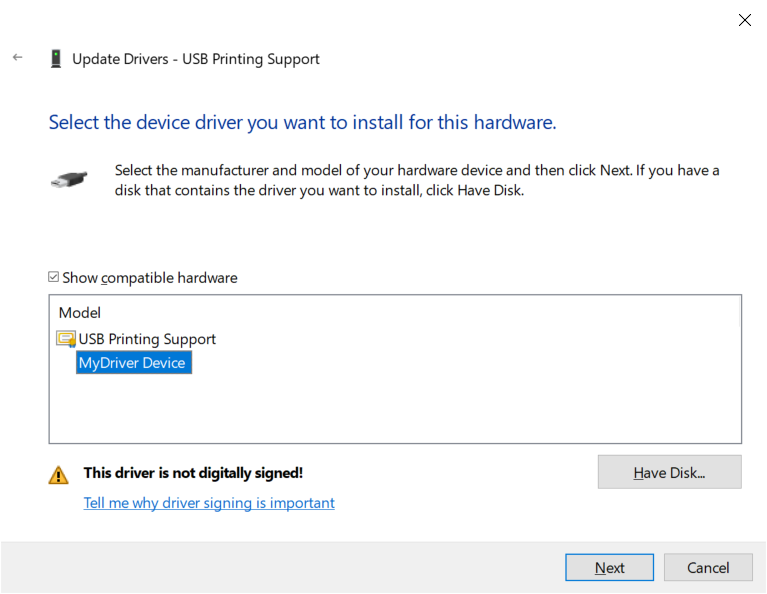 Update Drivers - USB Printing Support
Select the device driver you want to install for this hardware.
Select the manufacturer and model of your hardware device and then click Next. If you have a
disk that contains the driver you want to install, click Have Disk.
Show compatible hardware
Model
USB Printing Support
MyDriver Device
This driver is not digitally signed!
Have Disk...
Tell me why driver signing is important
Next
Cancel